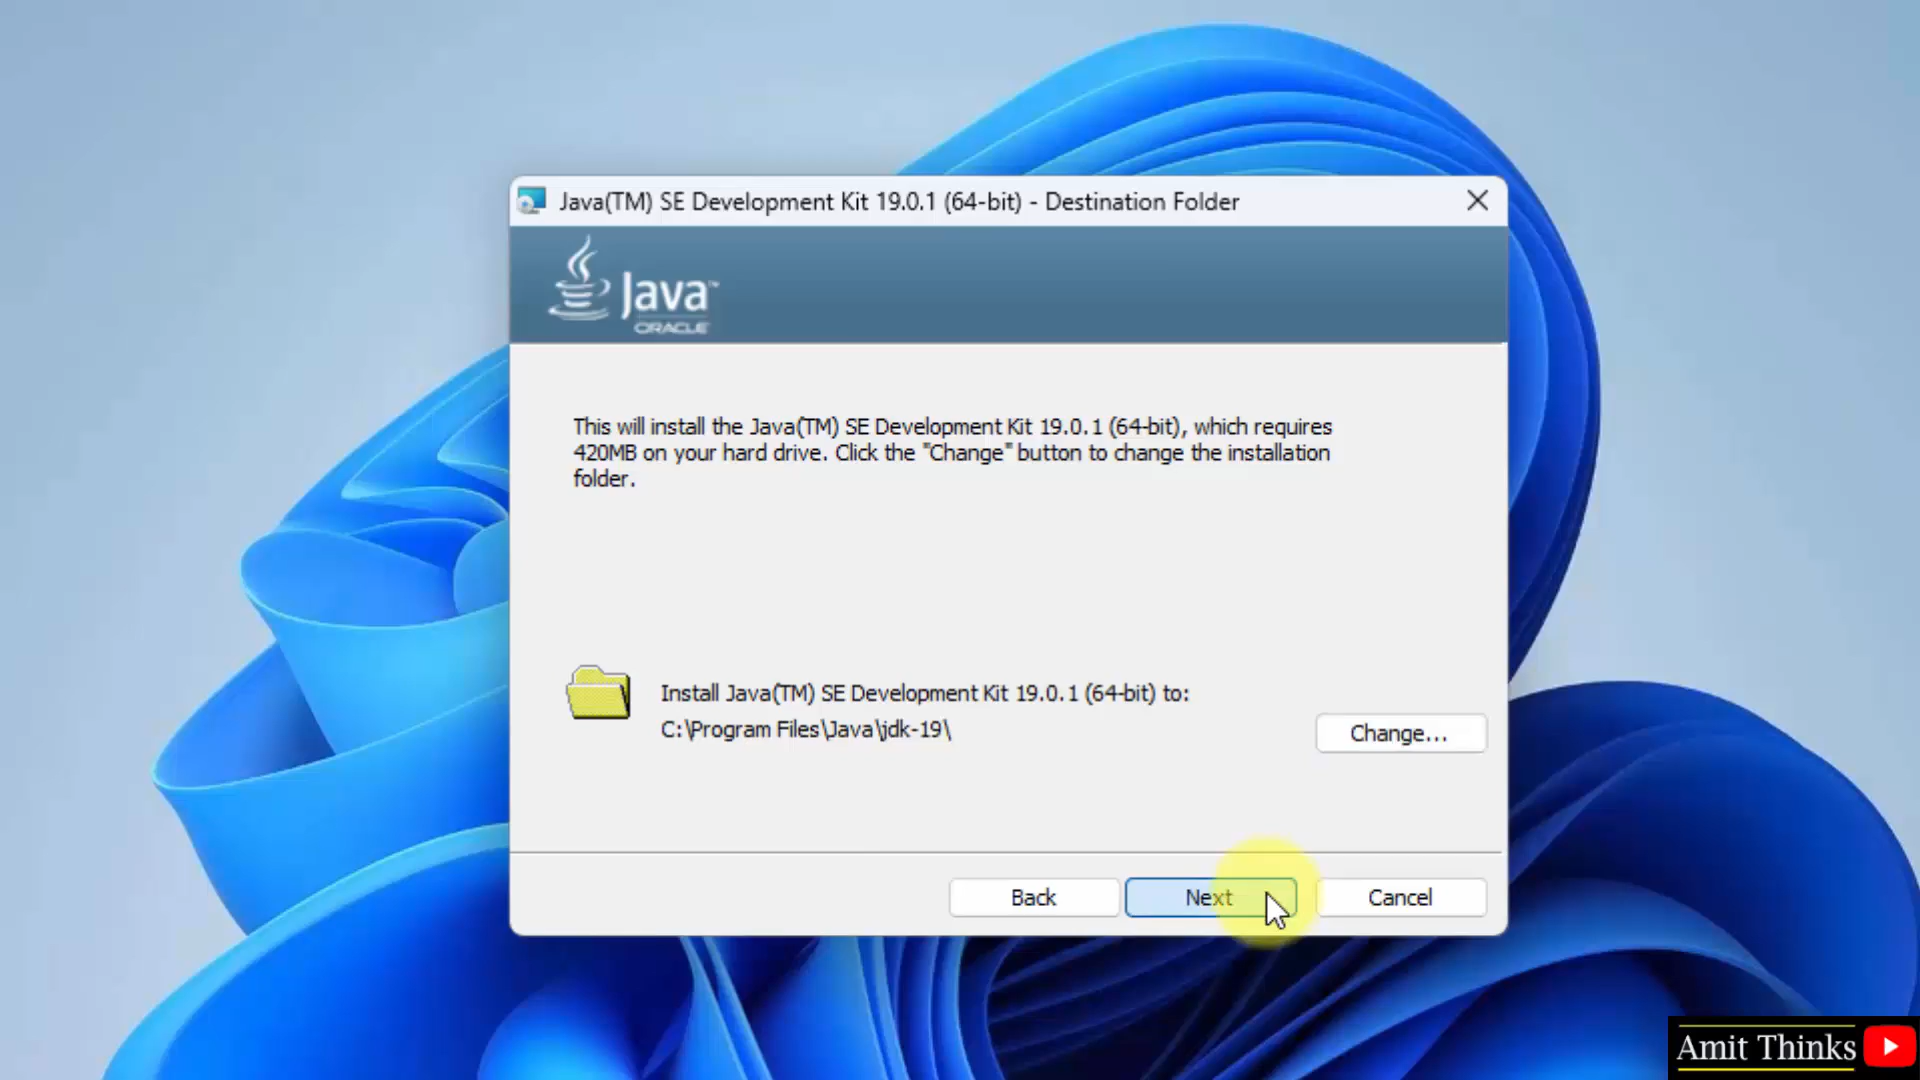 Java(TM) SE Development Kit 19.0.1 (64-bit) - Destination Folder
Java™
ORACLE
This will install the Java(TM) SE Development Kit 19.0.1 (64-bit), which requires
420MB on your hard drive. Click the "Change" button to change the installation
folder.
Install Java(TM) SE Development Kit 19.0.1 (64-bit) to:
C:\Program Files\Java\jdk-19\
Change...
Back
Next
Cancel
Amit Thinks